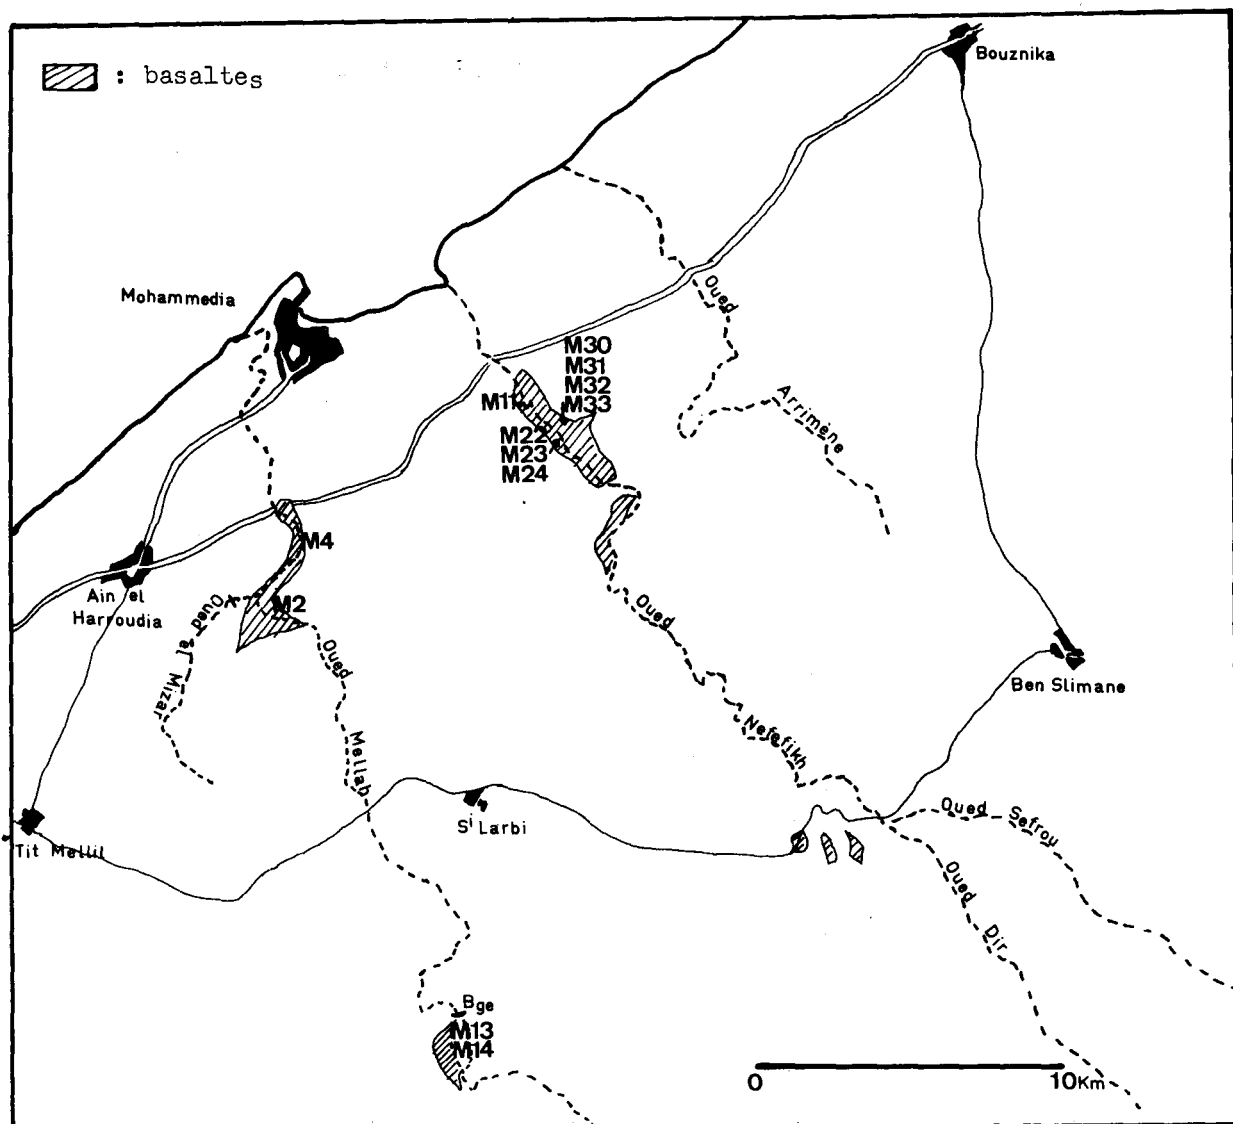 : basaltes
Bouznika
Mohammedia
Oued
Arrimène
M30
M31
M32
M33
M11
M22
M23
M24
M4
M2
Ain el
Harroudia
Oued
el Mizar
Oued
Mellah
Oued
Nefefikh
Ben Slimane
Tit Mellil
Si Larbi
Oued
Sefrou
Oued
Dir
Bge
M13
M14
0 10Km